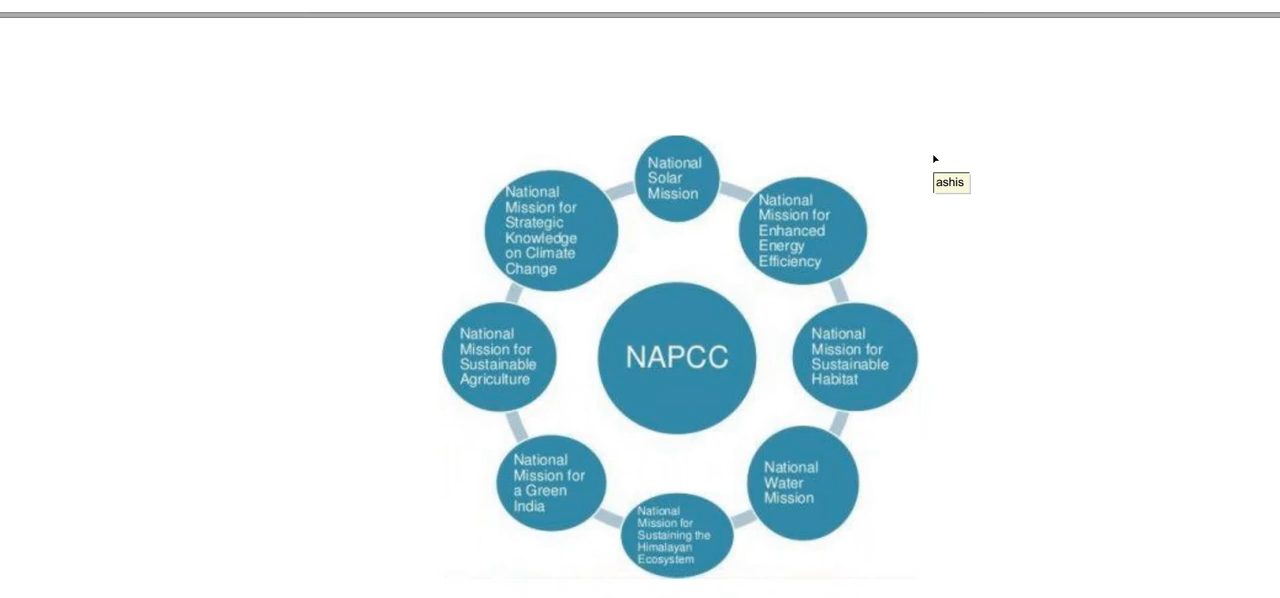 National
Solar
Mission
National
Mission for
Enhanced
Energy
Efficiency
National
Mission for
Sustainable
Habitat
National
Water
Mission
National
Mission for
Sustaining the
Himalayan
Ecosystem
National
Mission for
a Green
India
National
Mission for
Sustainable
Agriculture
National
Mission for
Strategic
Knowledge
on Climate
Change
NAPCC
ashis